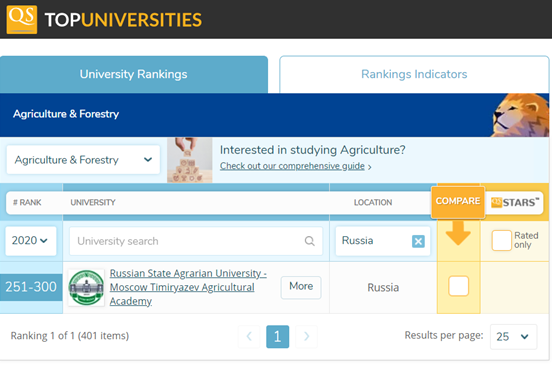 QS TOPUNIVERSITIES
University Rankings
Rankings Indicators
Agriculture & Forestry
Agriculture & Forestry
Interested in studying Agriculture?
Check out our comprehensive guide
# RANK
UNIVERSITY
LOCATION
COMPARE
QS STARS™
2020
University search
Russia
Rated
only
251-300
Russian State Agrarian University -
Moscow Timiryazev Agricultural
Academy
More
Russia
Ranking 1 of 1 (401 items)
1
Results per page:
25